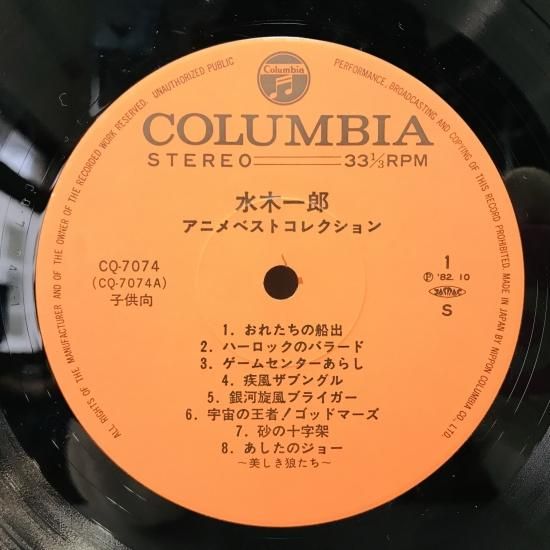 ALL RIGHTS OF THE MANUFACTURER AND OF THE OWNER OF THE RECORDED WORK RESERVED. UNAUTHORIZED PUBLIC PERFORMANCE, BROADCASTING AND COPYING OF THIS RECORD PROHIBITED. MADE IN JAPAN BY NIPPON COLUMBIA CO., LTD.
Columbia
COLUMBIA
STEREO 33 1/3 RPM
水木一郎
アニメベストコレクション
CQ-7074
(CQ-7074A)
子供向
1
Ⓟ '82. 10
S
1. おれたちの船出
2. ハーロックのバラード
3. ゲームセンターあらし
4. 疾風ザブングル
5. 銀河旋風ブライガー
6. 宇宙の王者！ゴッドマーズ
7. 砂の十字架
8. あしたのジョー
～美しき狼たち～